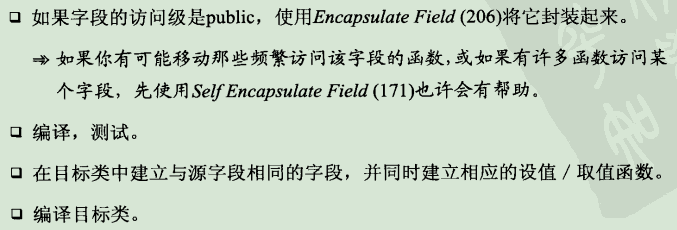 ❑ 如果字段的访问级是public，使用Encapsulate Field (206)将它封装起来。
⇛ 如果你有可能移动那些频繁访问该字段的函数，或如果有许多函数访问某
个字段，先使用Self Encapsulate Field (171)也许会有帮助。
❑ 编译，测试。
❑ 在目标类中建立与源字段相同的字段，并同时建立相应的设值／取值函数。
❑ 编译目标类。